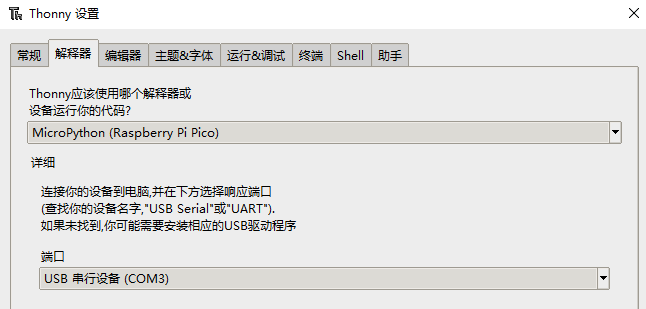 Thonny 设置
常规 解释器 编辑器 主题&字体 运行&调试 终端 Shell 助手
Thonny应该使用哪个解释器或
设备运行你的代码?
MicroPython (Raspberry Pi Pico)
详细
连接你的设备到电脑,并在下方选择响应端口
(查找你的设备名字,"USB Serial"或"UART").
如果未找到,你可能需要安装相应的USB驱动程序
端口
USB 串行设备 (COM3)